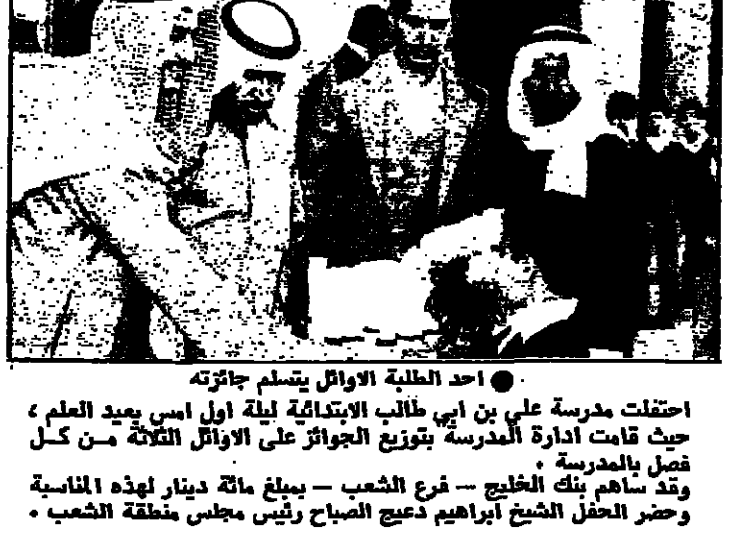 ● احد الطلبة الاوائل يتسلم جائزته
احتفلت مدرسة علي بن ابي طالب الابتدائية ليلة اول امس بعيد العلم ،
حيث قامت ادارة المدرسة بتوزيع الجوائز على الاوائل الثلاثة مـن كـل
فصل بالمدرسة .
وقد ساهم بنك الخليج — فرع الشعب — بمبلغ مائة دينار لهذه المناسبة
وحضر الحفل الشيخ ابراهيم دعيج الصباح رئيس مجلس منطقة الشعب .